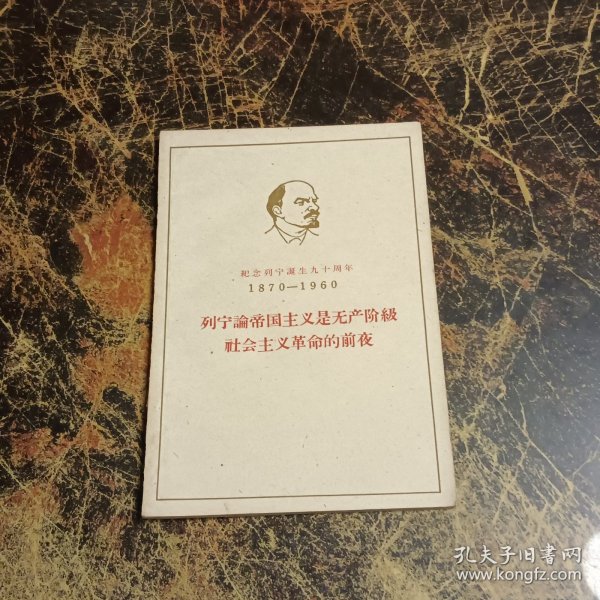 紀念列宁誕生九十周年
1870—1960
列宁論帝国主义是无产阶級
社会主义革命的前夜
孔夫子旧书网
www.kongfz.com